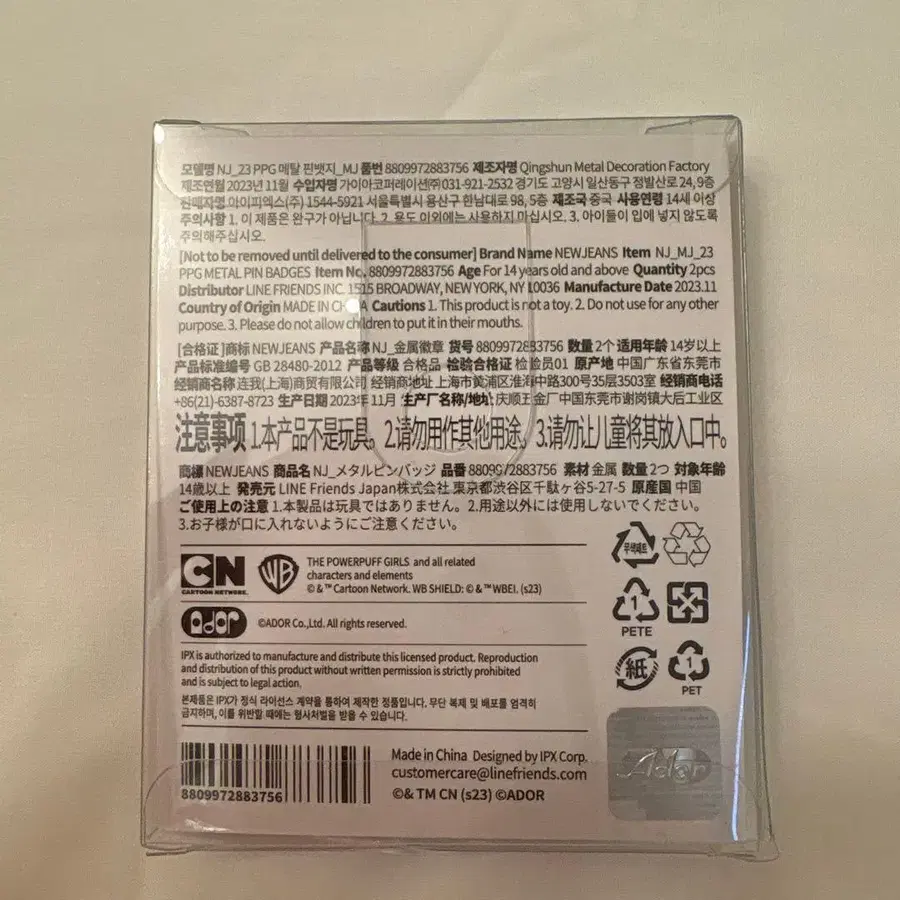 모델명 NJ_23 PPG 메탈 핀뱃지_MJ 품번 8809972883756 제조자명 Qingshun Metal Decoration Factory
제조연월 2023년 11월 수입자명 가이아코퍼레이션㈜ 031-921-2532 경기도 고양시 일산동구 정발산로 24, 9층
판매자명 아이피엑스(주) 1544-5921 서울특별시 용산구 한남대로 98, 5층 제조국 중국 사용연령 14세 이상
주의사항 1. 이 제품은 완구가 아닙니다. 2. 용도 이외에는 사용하지 마십시오. 3. 아이들이 입에 넣지 않도록
주의해주십시오.
[Not to be removed until delivered to the consumer] Brand Name NEWJEANS Item NJ_MJ_23
PPG METAL PIN BADGES Item No. 8809972883756 Age For 14 years old and above Quantity 2pcs
Distributor LINE FRIENDS INC. 1515 BROADWAY, NEW YORK, NY 10036 Manufacture Date 2023.11
Country of Origin MADE IN CHINA Cautions 1. This product is not a toy. 2. Do not use for any other
purpose. 3. Please do not allow children to put it in their mouths.
[合格证] 商标 NEWJEANS 产品名称 NJ_金属徽章 货号 8809972883756 数量 2个 适用年龄 14岁以上
产品标准编号 GB 28480-2012 产品等级 合格品 检验合格证 检验员01 原产地 中国广东省东莞市
经销商名称 连我(上海)商贸有限公司 经销商地址 上海市黄浦区淮海中路300号35层3503室 经销商电话
+86(21)-6387-8723 生产日期 2023年 11月 生产厂名称/地址: 庆顺五金厂中国东莞市谢岗镇大后工业区
注意事项 1.本产品不是玩具。2.请勿用作其他用途。3.请勿让儿童将其放入口中。
商標 NEWJEANS 商品名 NJ_メタルピンバッジ 品番 8809972883756 素材 金属 数量 2つ 対象年齢
14歳以上 発売元 LINE Friends Japan株式会社 東京都渋谷区千駄ヶ谷5-27-5 原産国 中国
ご使用上の注意 1.本製品は玩具ではありません。2.用途以外には使用しないでください。
3.お子様が口に入れないようにご注意ください。
CN
CARTOON NETWORK.
WB
THE POWERPUFF GIRLS and all related
characters and elements
© & ™ Cartoon Network. WB SHIELD: © & ™ WBEI. (s23)
ador
©ADOR Co.,Ltd. All rights reserved.
IPX is authorized to manufacture and distribute this licensed product. Reproduction
and distribution of this product without written permission is strictly prohibited
and is subject to legal action.
본제품은 IPX가 정식 라이선스 계약을 통하여 제작한 정품입니다. 무단 복제 및 배포를 엄격히
금지하며, 이를 위반할 때에는 형사처벌을 받을 수 있습니다.
무색페트
1
PETE
紙
1
PET
8809972883756
Made in China Designed by IPX Corp.
customercare@linefriends.com
©& TM CN (s23) ©ADOR
Ador